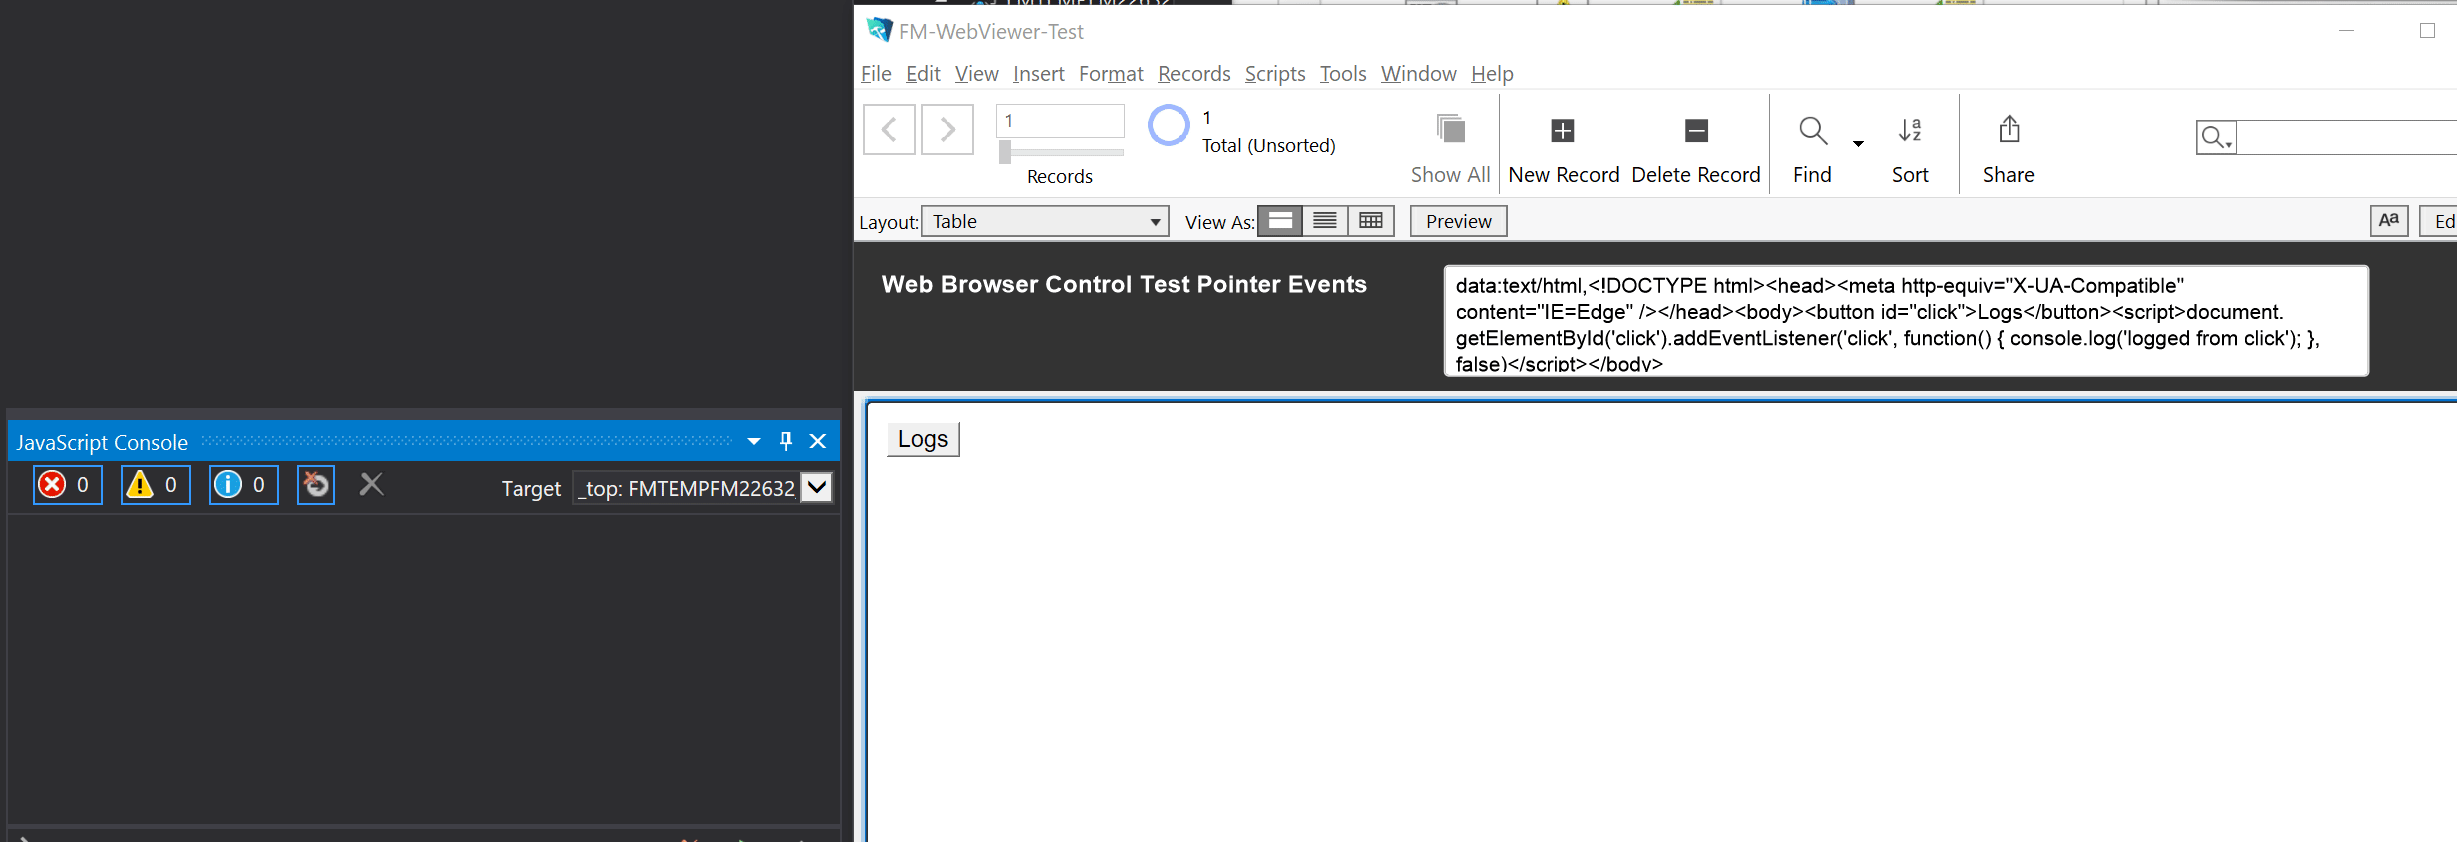 FMTEMPFM22632
FM-WebViewer-Test
File Edit View Insert Format Records Scripts Tools Window Help
1
1
Total (Unsorted)
Records
Show All
New Record
Delete Record
Find
Sort
Share
Layout: Table
View As:
Preview
Aa
Ed
Web Browser Control Test Pointer Events
data:text/html,<!DOCTYPE html><head><meta http-equiv="X-UA-Compatible"
content="IE=Edge" /></head><body><button id="click">Logs</button><script>document.
getElementById('click').addEventListener('click', function() { console.log('logged from click'); },
false)</script></body>
Logs
JavaScript Console
0 0 0 Target _top: FMTEMPFM22632